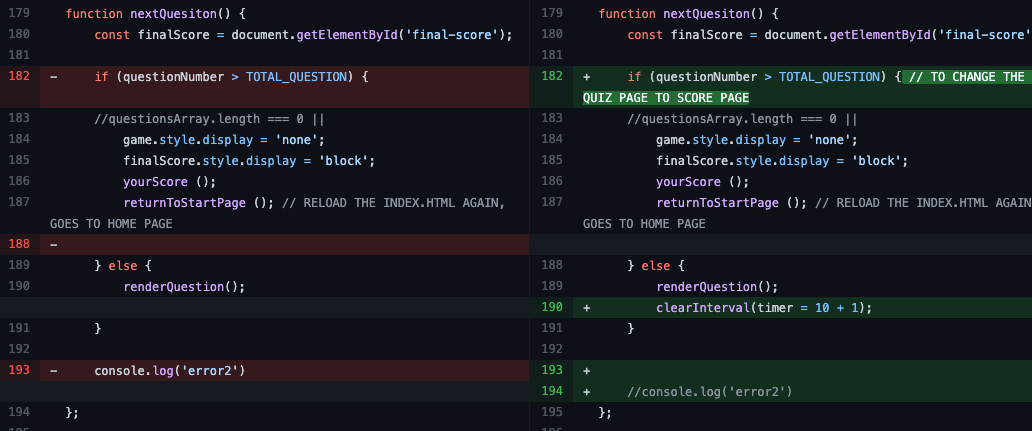 179 function nextQuesiton() {
180 const finalScore = document.getElementById('final-score');
181
182 - if (questionNumber > TOTAL_QUESTION) {
183 //questionsArray.length === 0 ||
184 game.style.display = 'none';
185 finalScore.style.display = 'block';
186 yourScore ();
187 returnToStartPage (); // RELOAD THE INDEX.HTML AGAIN,
GOES TO HOME PAGE
188 -
189 } else {
190 renderQuestion();
191 }
192
193 - console.log('error2')
194 };
179 function nextQuesiton() {
180 const finalScore = document.getElementById('final-score'
181
182 + if (questionNumber > TOTAL_QUESTION) { // TO CHANGE THE
QUIZ PAGE TO SCORE PAGE
183 //questionsArray.length === 0 ||
184 game.style.display = 'none';
185 finalScore.style.display = 'block';
186 yourScore ();
187 returnToStartPage (); // RELOAD THE INDEX.HTML AGAIN
GOES TO HOME PAGE
188 } else {
189 renderQuestion();
190 + clearInterval(timer = 10 + 1);
191 }
192
193 +
194 + //console.log('error2')
195 };